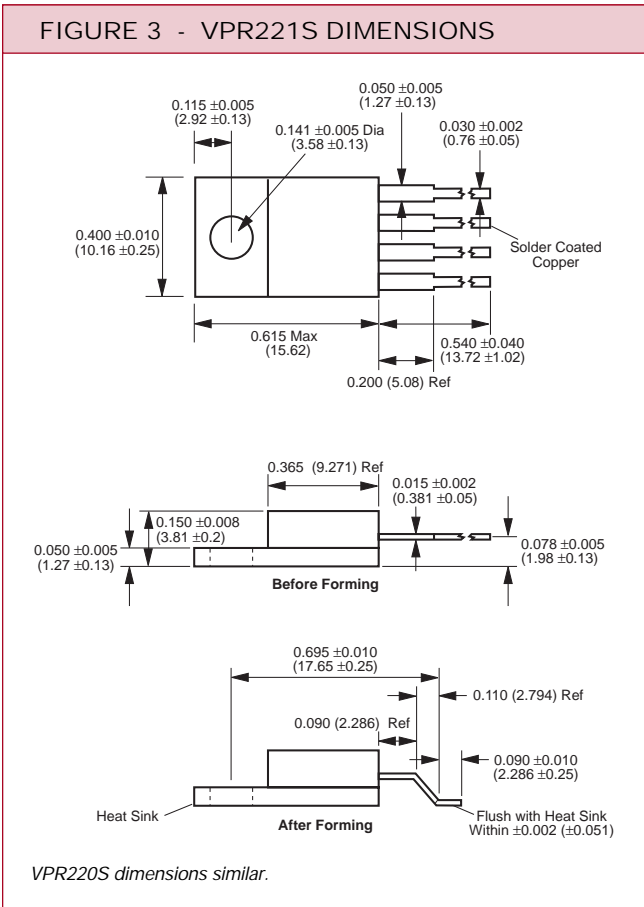 FIGURE 3 - VPR221S DIMENSIONS
0.115 ±0.005
(2.92 ±0.13)
0.141 ±0.005 Dia
(3.58 ±0.13)
0.050 ±0.005
(1.27 ±0.13)
0.030 ±0.002
(0.76 ±0.05)
0.400 ±0.010
(10.16 ±0.25)
Solder Coated
Copper
0.615 Max
(15.62)
0.540 ±0.040
(13.72 ±1.02)
0.200 (5.08) Ref
0.365 (9.271) Ref
0.015 ±0.002
(0.381 ±0.05)
0.150 ±0.008
(3.81 ±0.2)
0.050 ±0.005
(1.27 ±0.13)
0.078 ±0.005
(1.98 ±0.13)
Before Forming
0.695 ±0.010
(17.65 ±0.25)
0.110 (2.794) Ref
0.090 (2.286) Ref
0.090 ±0.010
(2.286 ±0.25)
Heat Sink
After Forming
Flush with Heat Sink
Within ±0.002 (±0.051)
VPR220S dimensions similar.